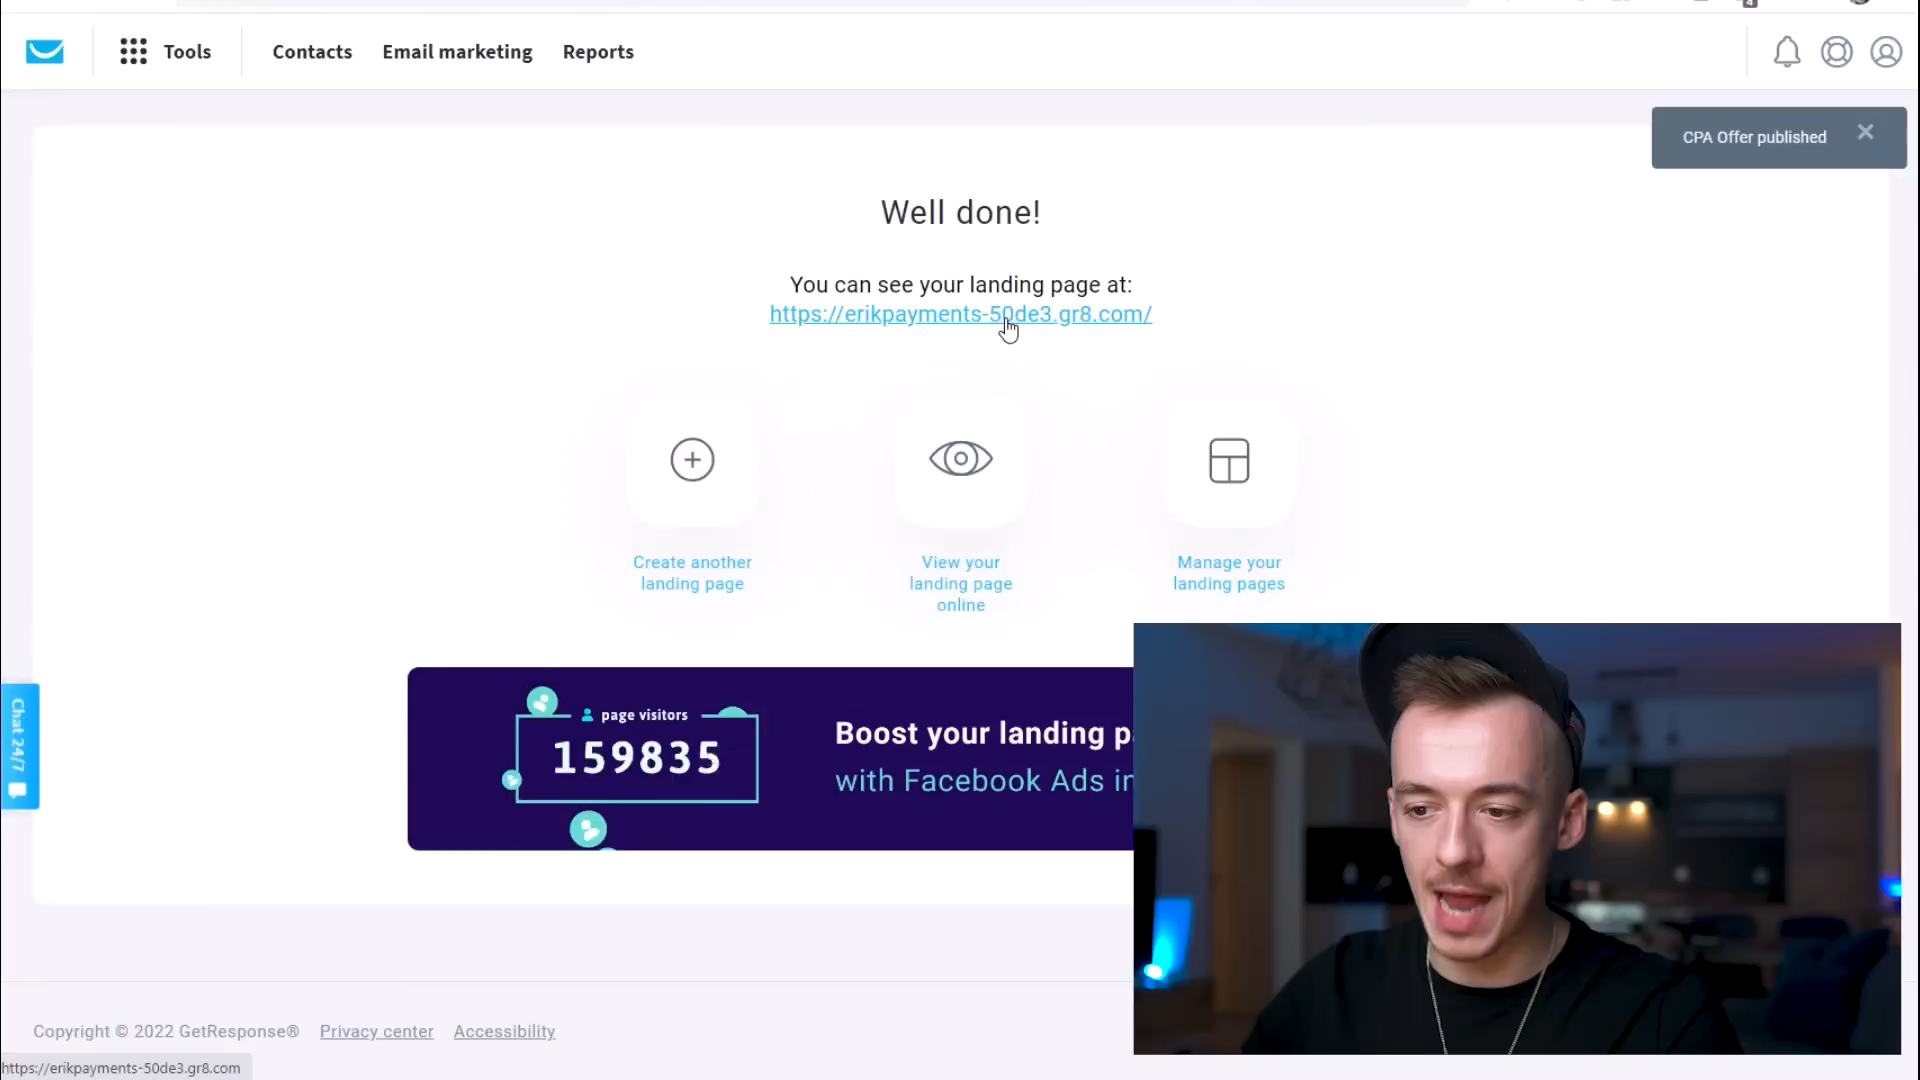 Tools
Contacts
Email marketing
Reports
CPA Offer published
Well done!
You can see your landing page at:
https://erikpayments-50de3.gr8.com/
Create another
landing page
View your
landing page
online
Manage your
landing pages
page visitors
159835
Boost your landing
with Facebook Ads in
Chat 24/7
Copyright © 2022 GetResponse®
Privacy center
Accessibility
https://erikpayments-50de3.gr8.com